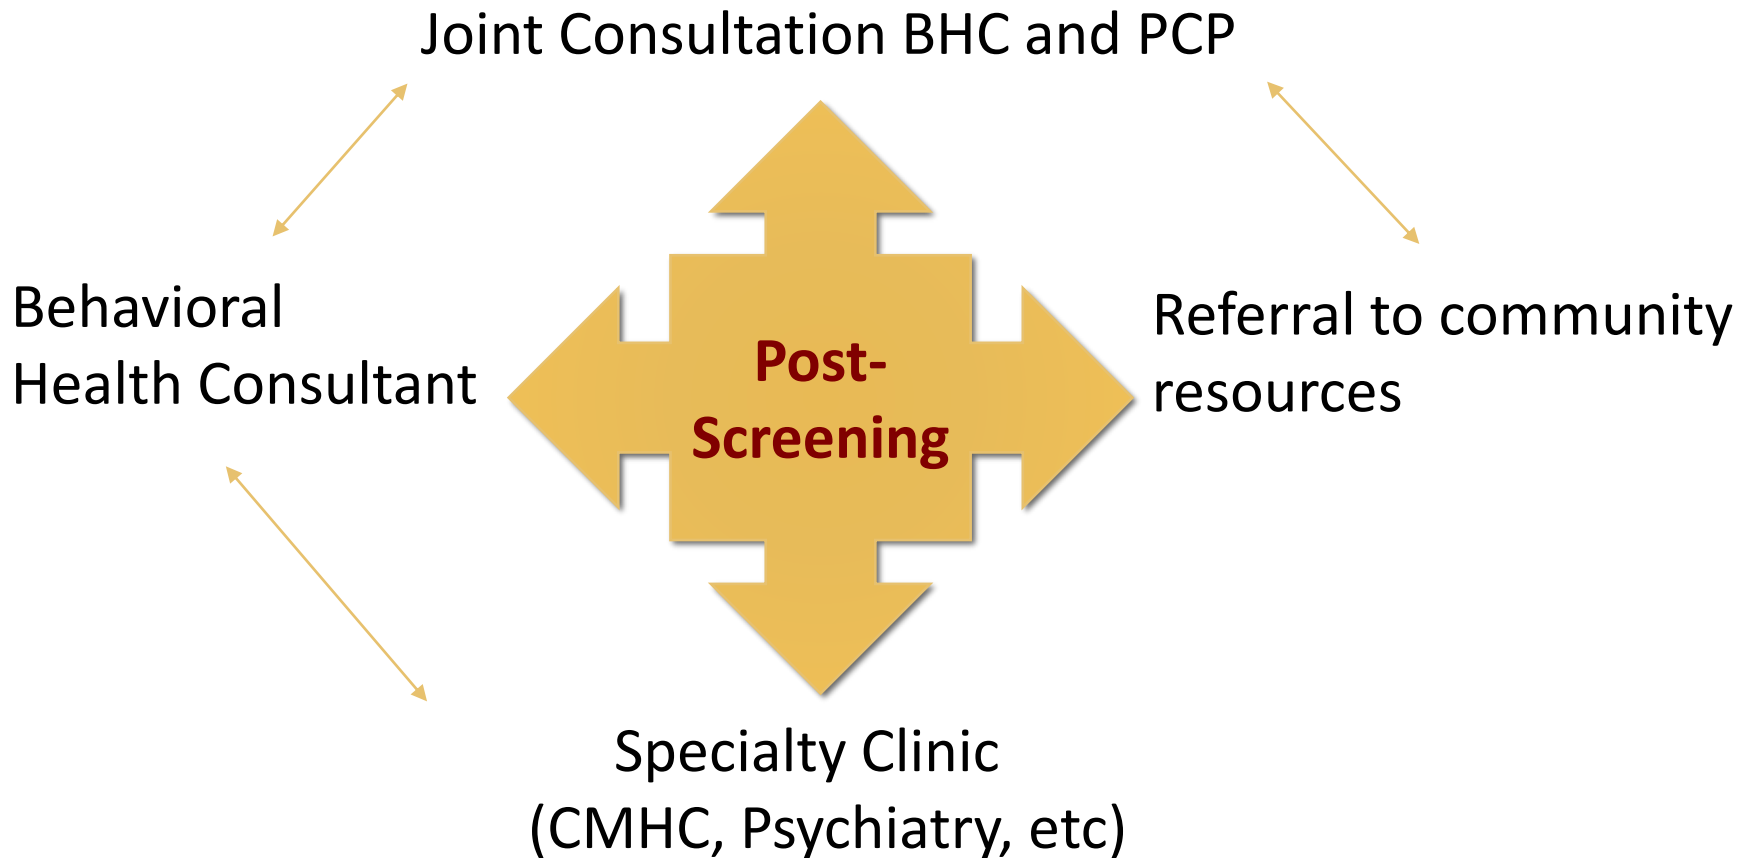 Joint Consultation BHC and PCP
Behavioral
Health Consultant
Post-
Screening
Referral to community
resources
Specialty Clinic
(CMHC, Psychiatry, etc)